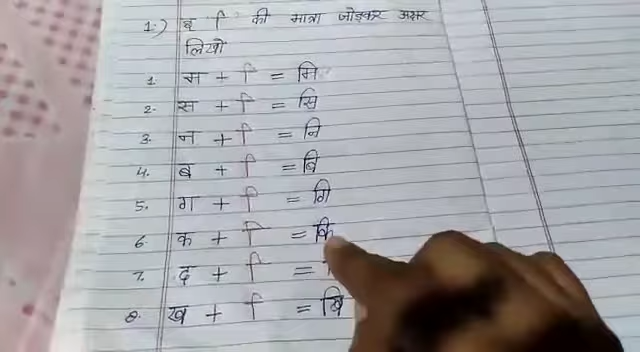 1.) इ ि की मात्रा जोड़कर अक्षर
लिखो
1. म + ि = मि
2. स + ि = सि
3. न + ि = नि
4. ब + ि = बि
5. ग + ि = गि
6. क + ि = कि
7. द + ि =
8. ख + ि = खि